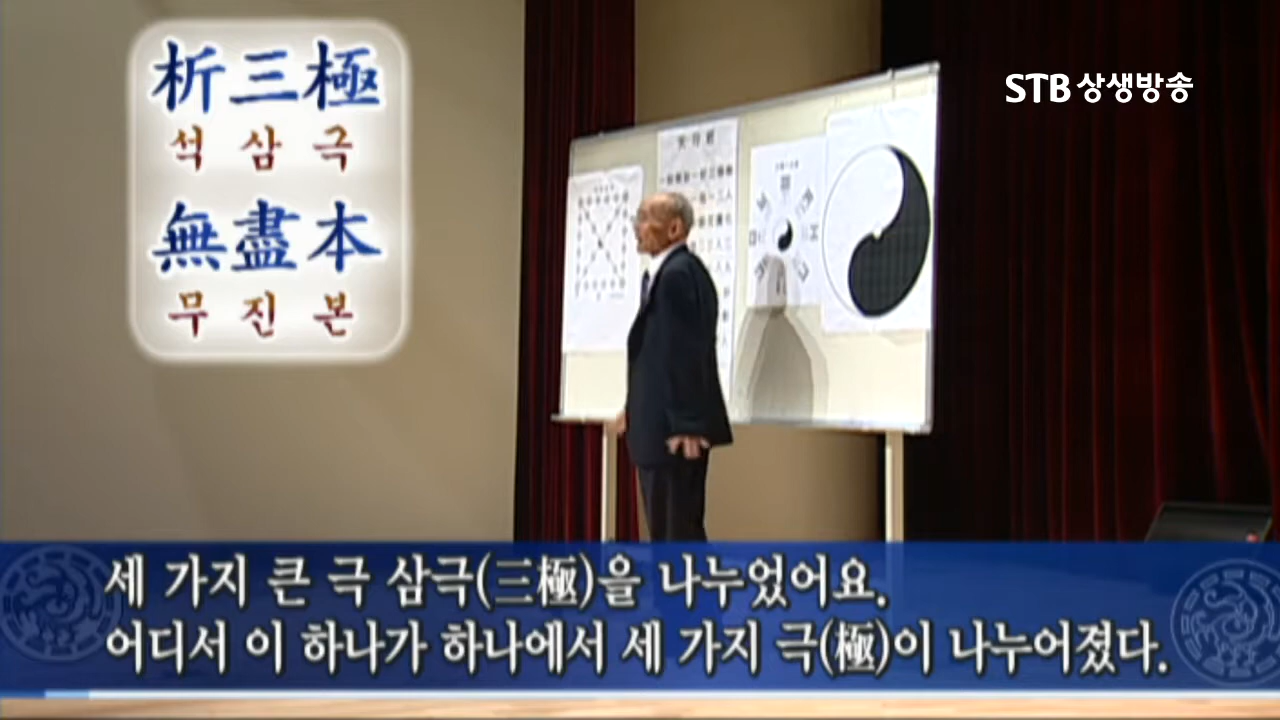 析三極
석 삼 극
無盡本
무 진 본
STB 상생방송
세 가지 큰 극 삼극(三極)을 나누었어요.
어디서 이 하나가 하나에서 세 가지 극(極)이 나누어졌다.